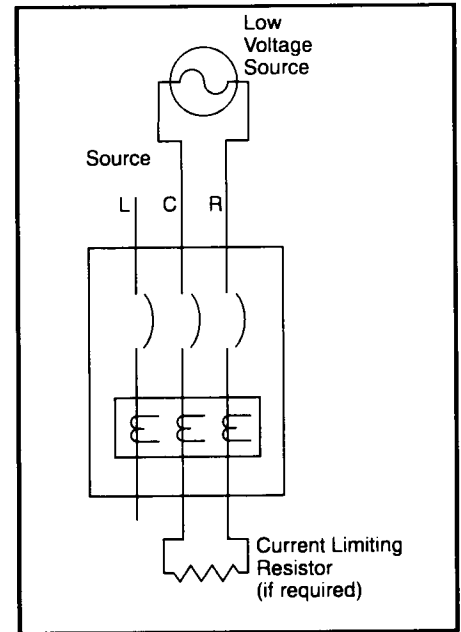 Low
Voltage
Source
Source
L C R
Current Limiting
Resistor
(if required)